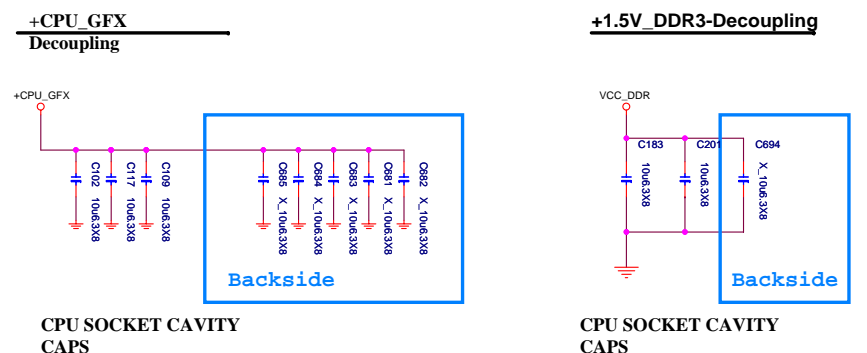 +CPU_GFX
Decoupling
+1.5V_DDR3-Decoupling
+CPU_GFX
VCC_DDR
C102 10u6.3X8
C117 10u6.3X8
C109 10u6.3X8
C685 X_10u6.3X8
C684 X_10u6.3X8
C683 X_10u6.3X8
C681 X_10u6.3X8
C682 X_10u6.3X8
C183
10u6.3X8
C201
10u6.3X8
C694
X_10u6.3X8
Backside
Backside
CPU SOCKET CAVITY
CAPS
CPU SOCKET CAVITY
CAPS